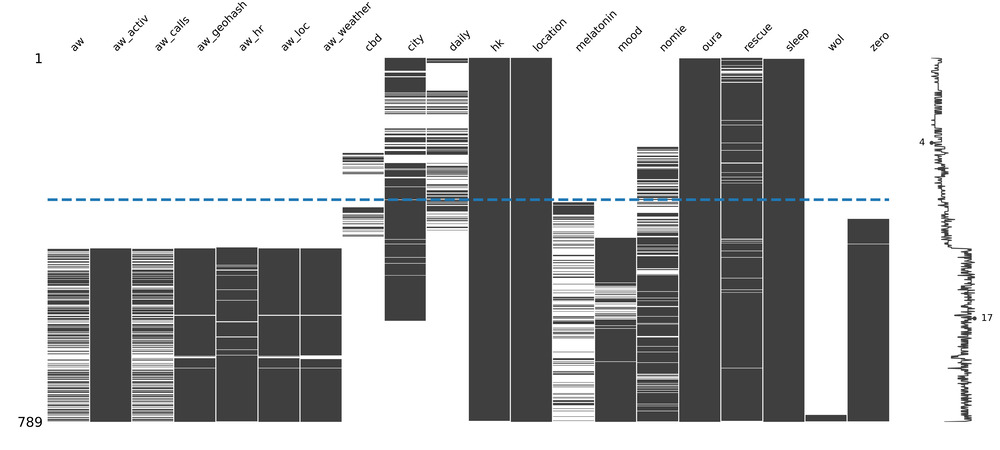 aw aw_activ aw_calls aw_geohash aw_hr aw_loc aw_weather cbd city daily hk location melatonin mood nomie oura rescue sleep wol zero
1
4
17
789